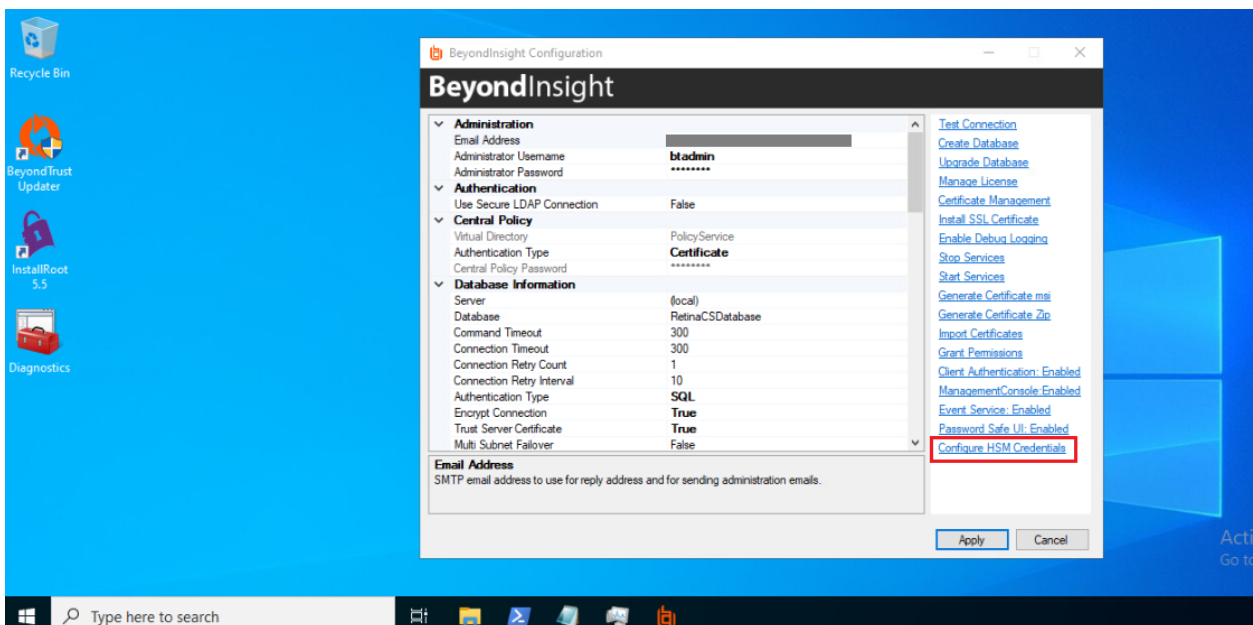 Recycle Bin
BeyondTrust
Updater
InstallRoot
5.5
Diagnostics
BeyondInsight Configuration
BeyondInsight
Administration
Email Address
Administrator Username btadmin
Administrator Password ********
Authentication
Use Secure LDAP Connection False
Central Policy
Virtual Directory PolicyService
Authentication Type Certificate
Central Policy Password ********
Database Information
Server (local)
Database RetinaCSDatabase
Command Timeout 300
Connection Timeout 300
Connection Retry Count 1
Connection Retry Interval 10
Authentication Type SQL
Encrypt Connection True
Trust Server Certificate True
Multi Subnet Failover False
Email Address
SMTP email address to use for reply address and for sending administration emails.
Test Connection
Create Database
Upgrade Database
Manage License
Certificate Management
Install SSL Certificate
Enable Debug Logging
Stop Services
Start Services
Generate Certificate msi
Generate Certificate Zip
Import Certificates
Grant Permissions
Client Authentication: Enabled
ManagementConsole:Enabled
Event Service: Enabled
Password Safe UI: Enabled
Configure HSM Credentials
Apply Cancel
Acti
Go to
Type here to search